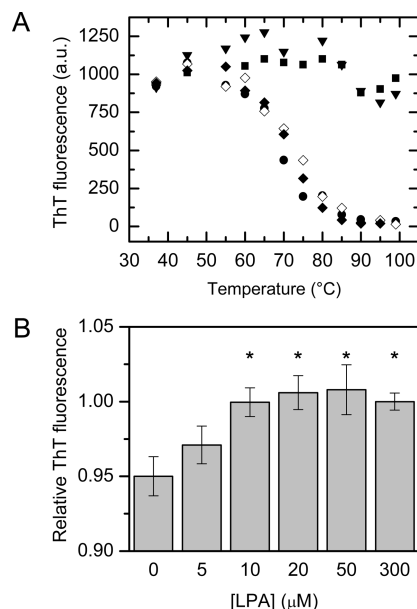 A
ThT fluorescence (a.u.)
1250
1000
750
500
250
0
30 40 50 60 70 80 90 100
Temperature (°C)
B
Relative ThT fluorescence
1.05
1.00
0.95
0.90
* * * *
0 5 10 20 50 300
[LPA] (μM)